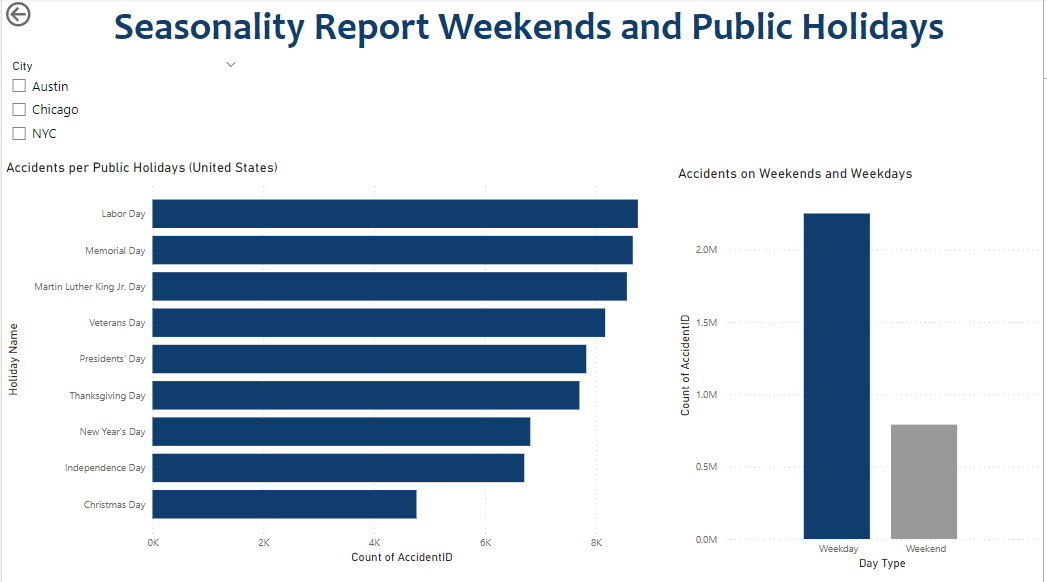 Seasonality Report Weekends and Public Holidays
City
Austin
Chicago
NYC
Accidents per Public Holidays (United States)
Holiday Name
Labor Day
Memorial Day
Martin Luther King Jr. Day
Veterans Day
Presidents' Day
Thanksgiving Day
New Year's Day
Independence Day
Christmas Day
0K 2K 4K 6K 8K
Count of AccidentID
Accidents on Weekends and Weekdays
Count of AccidentID
2.0M
1.5M
1.0M
0.5M
0.0M
Weekday Weekend
Day Type